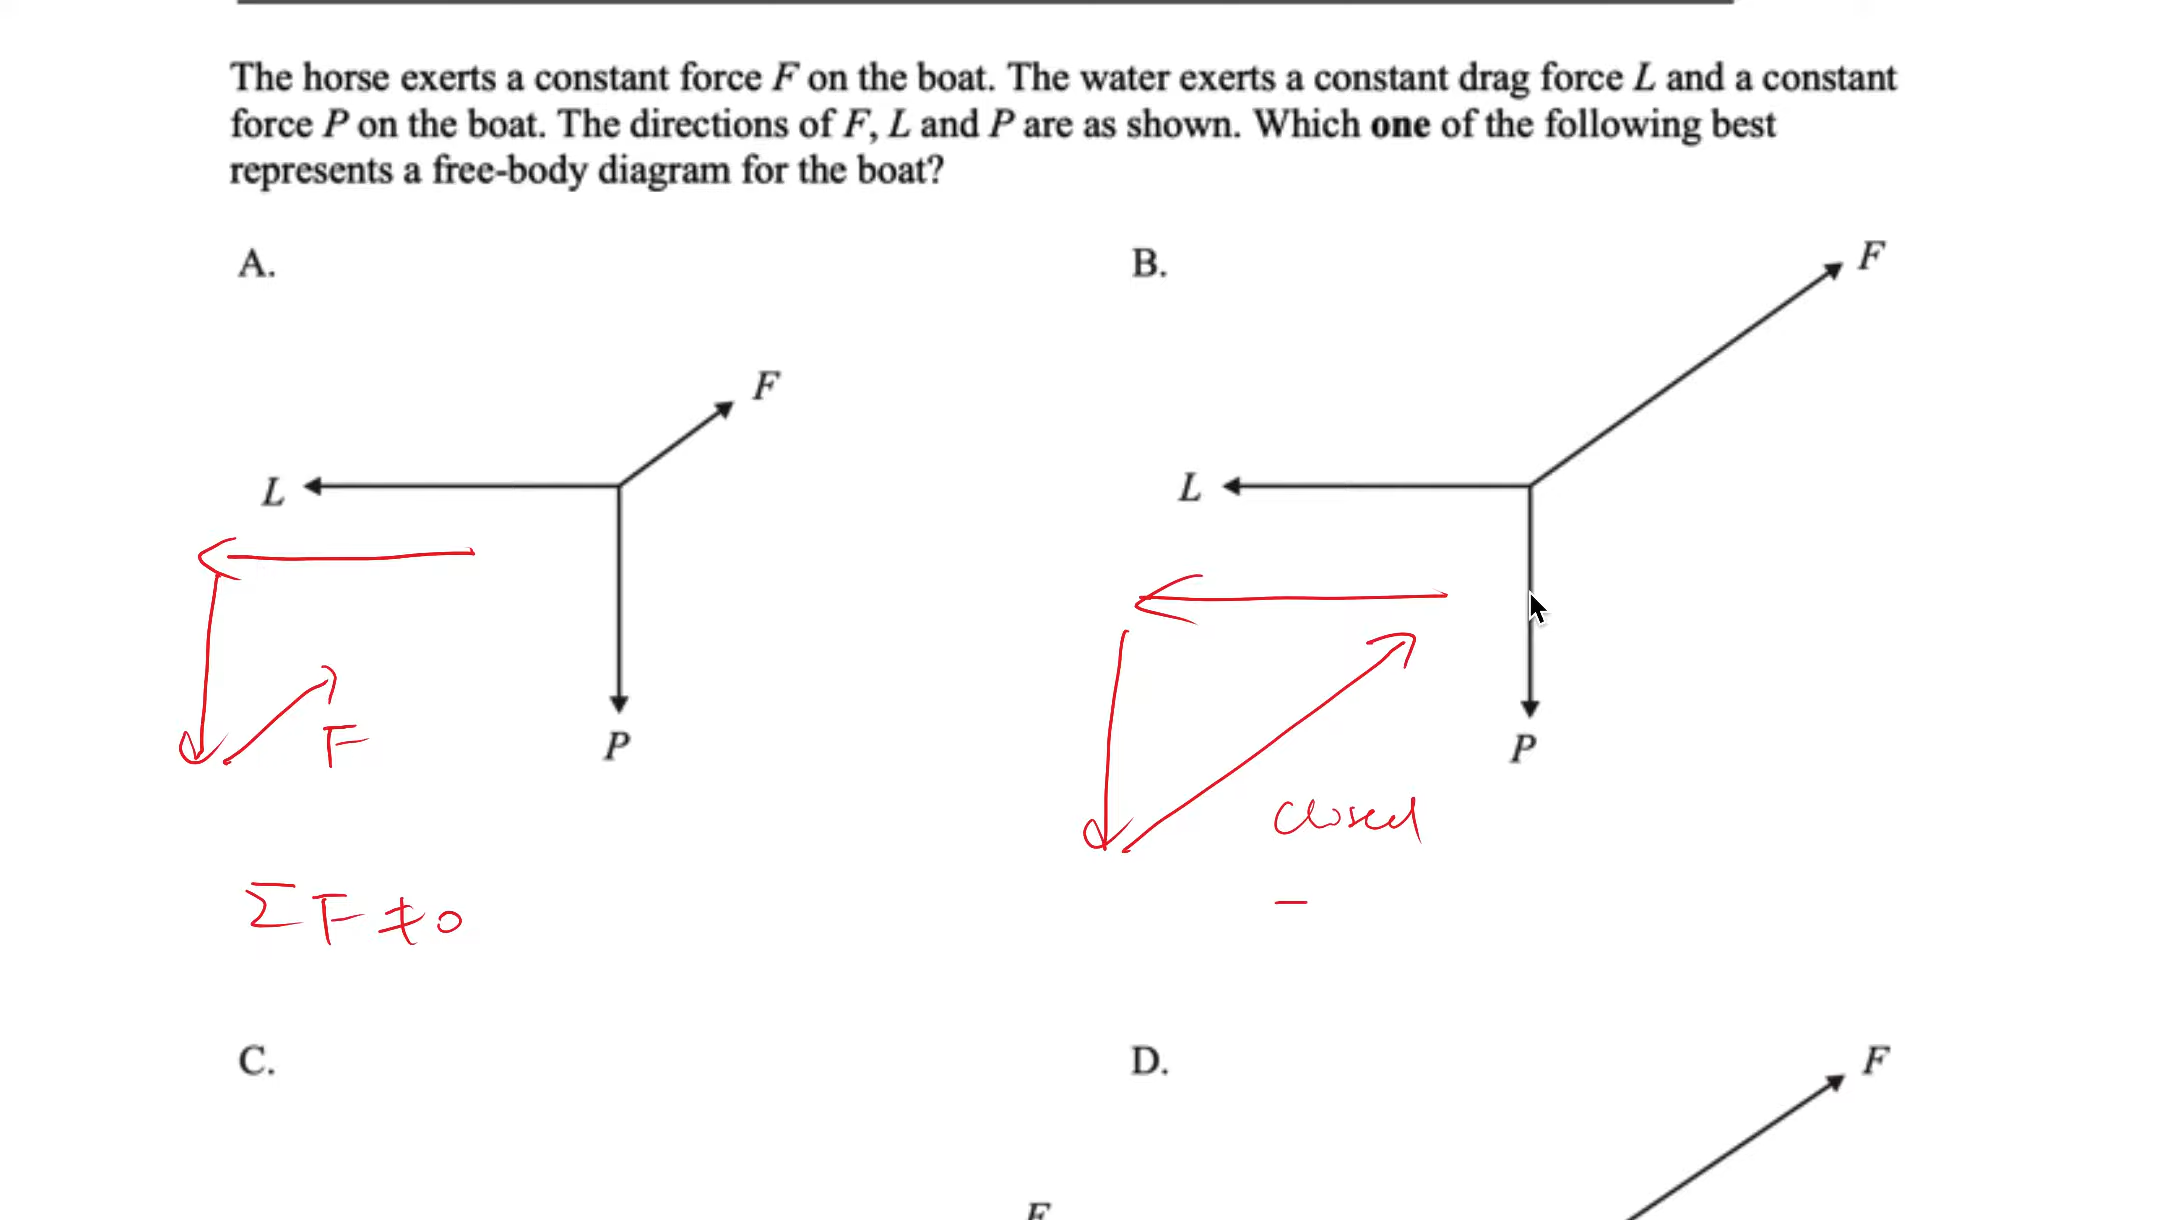 The horse exerts a constant force F on the boat. The water exerts a constant drag force L and a constant
force P on the boat. The directions of F, L and P are as shown. Which one of the following best
represents a free-body diagram for the boat?
A.
B.
F
F
L
L
F
P
P
closed
ΣF≠0
C.
D.
F
F